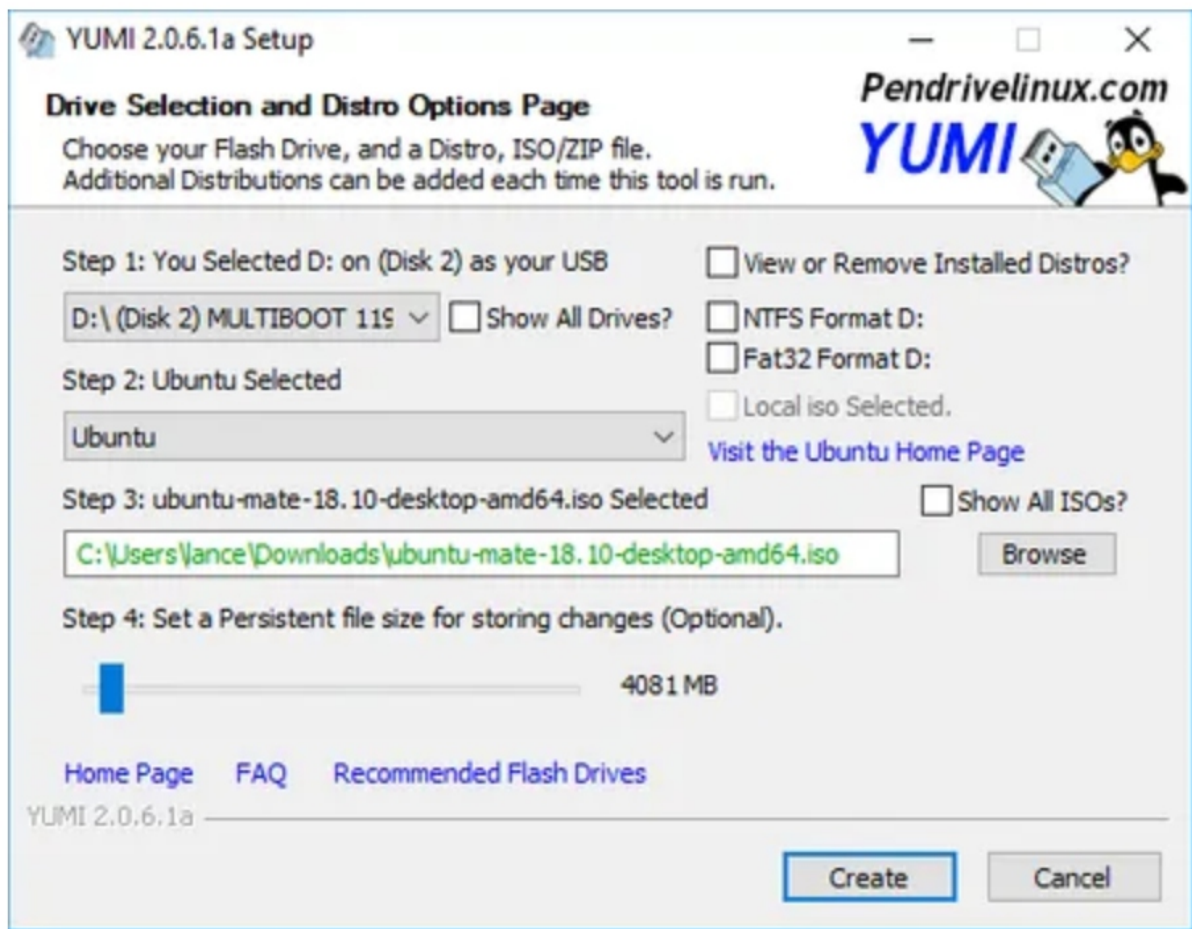 YUMI 2.0.6.1a Setup
Drive Selection and Distro Options Page
Choose your Flash Drive, and a Distro, ISO/ZIP file.
Additional Distributions can be added each time this tool is run.
Pendrivelinux.com
YUMI
Step 1: You Selected D: on (Disk 2) as your USB
View or Remove Installed Distros?
D:\ (Disk 2) MULTIBOOT 119
Show All Drives?
NTFS Format D:
Fat32 Format D:
Step 2: Ubuntu Selected
Local iso Selected.
Ubuntu
Visit the Ubuntu Home Page
Step 3: ubuntu-mate-18.10-desktop-amd64.iso Selected
Show All ISOs?
C:\Users\lance\Downloads\ubuntu-mate-18.10-desktop-amd64.iso
Browse
Step 4: Set a Persistent file size for storing changes (Optional).
4081 MB
Home Page FAQ Recommended Flash Drives
YUMI 2.0.6.1a
Create Cancel